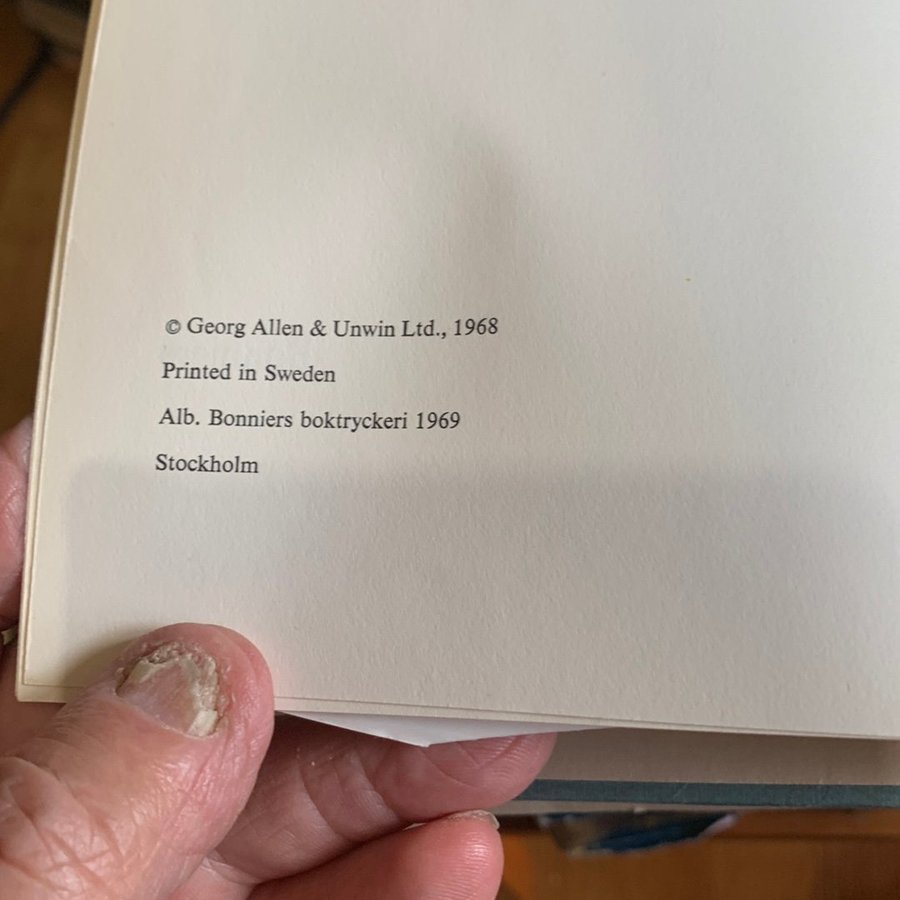 © Georg Allen & Unwin Ltd., 1968
Printed in Sweden
Alb. Bonniers boktryckeri 1969
Stockholm